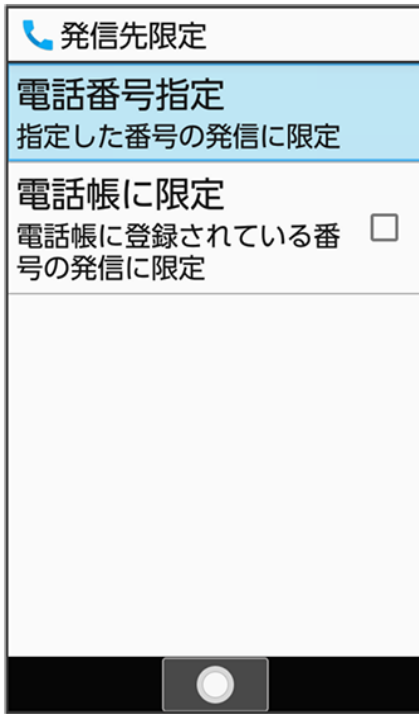 発信先限定
電話番号指定
指定した番号の発信に限定
電話帳に限定
電話帳に登録されている番
号の発信に限定